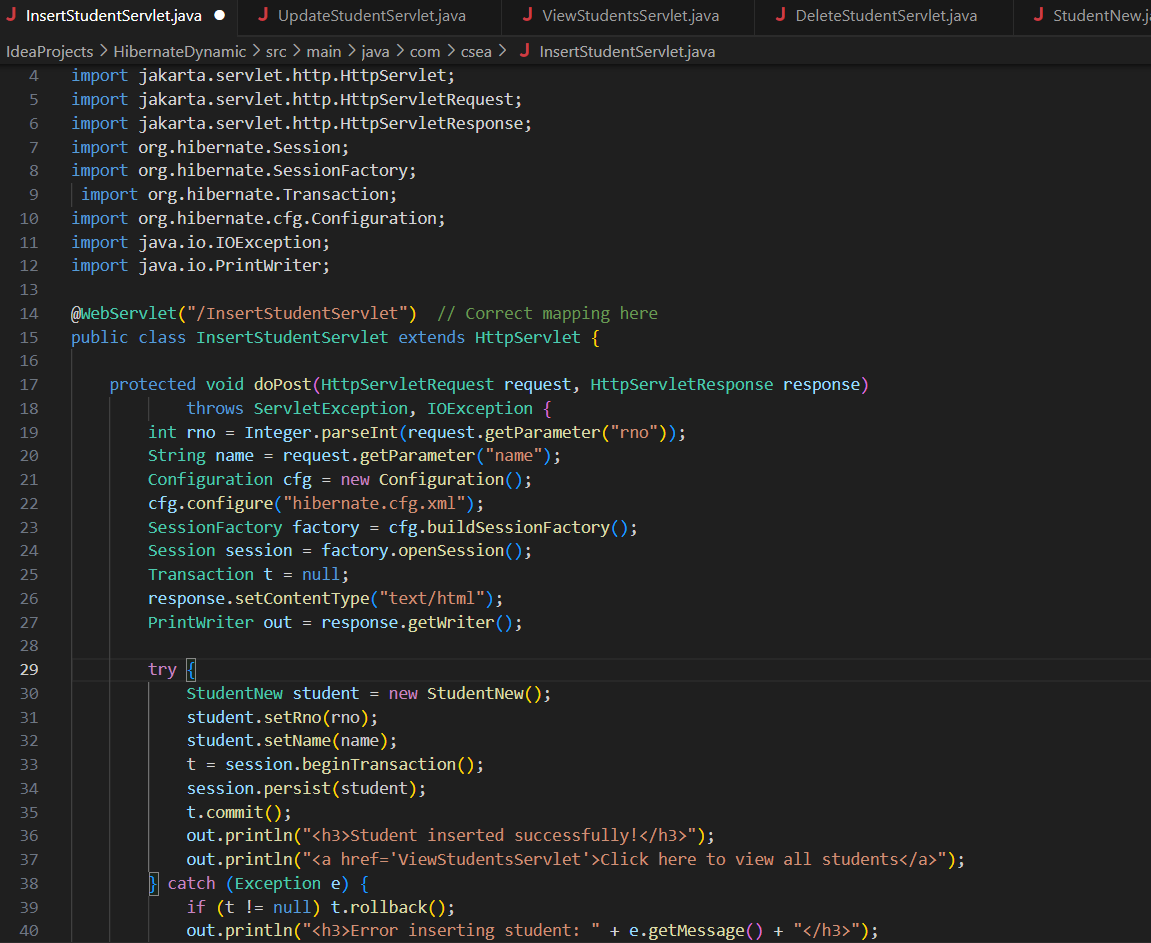 InsertStudentServlet.java UpdateStudentServlet.java ViewStudentsServlet.java DeleteStudentServlet.java StudentNew.j
IdeaProjects > HibernateDynamic > src > main > java > com > csea > InsertStudentServlet.java
4 import jakarta.servlet.http.HttpServlet;
5 import jakarta.servlet.http.HttpServletRequest;
6 import jakarta.servlet.http.HttpServletResponse;
7 import org.hibernate.Session;
8 import org.hibernate.SessionFactory;
9  import org.hibernate.Transaction;
10 import org.hibernate.cfg.Configuration;
11 import java.io.IOException;
12 import java.io.PrintWriter;
13
14 @WebServlet("/InsertStudentServlet")  // Correct mapping here
15 public class InsertStudentServlet extends HttpServlet {
16
17     protected void doPost(HttpServletRequest request, HttpServletResponse response)
18             throws ServletException, IOException {
19         int rno = Integer.parseInt(request.getParameter("rno"));
20         String name = request.getParameter("name");
21         Configuration cfg = new Configuration();
22         cfg.configure("hibernate.cfg.xml");
23         SessionFactory factory = cfg.buildSessionFactory();
24         Session session = factory.openSession();
25         Transaction t = null;
26         response.setContentType("text/html");
27         PrintWriter out = response.getWriter();
28
29         try {
30             StudentNew student = new StudentNew();
31             student.setRno(rno);
32             student.setName(name);
33             t = session.beginTransaction();
34             session.persist(student);
35             t.commit();
36             out.println("<h3>Student inserted successfully!</h3>");
37             out.println("<a href='ViewStudentsServlet'>Click here to view all students</a>");
38         } catch (Exception e) {
39             if (t != null) t.rollback();
40             out.println("<h3>Error inserting student: " + e.getMessage() + "</h3>");